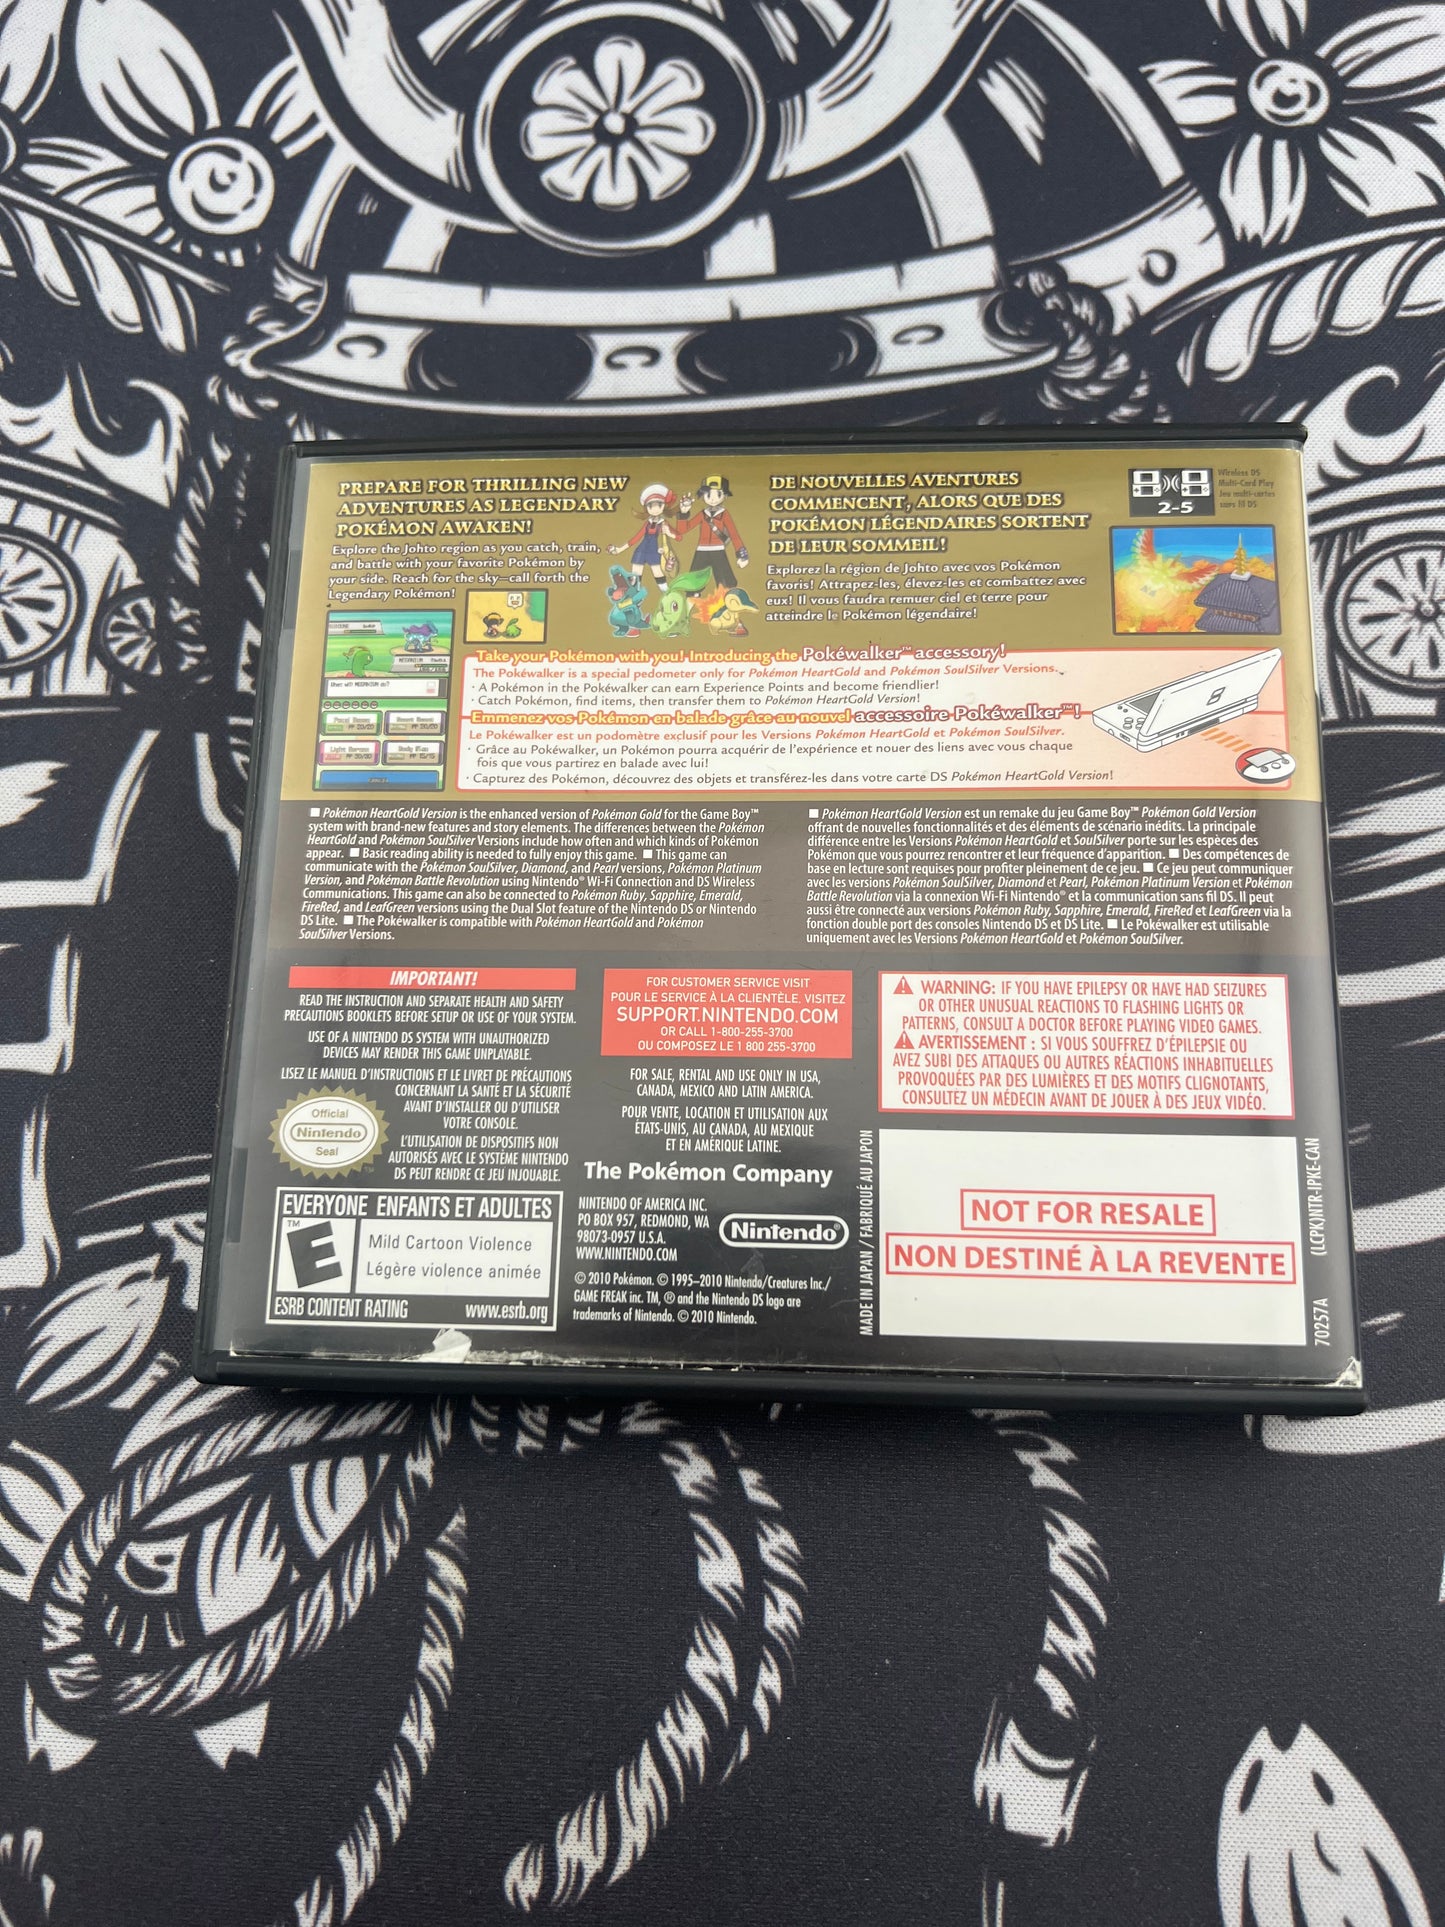 PREPARE FOR THRILLING NEW
ADVENTURES AS LEGENDARY
POKÉMON AWAKEN!
Explore the Johto region as you catch, train,
and battle with your favorite Pokémon by
your side. Reach for the sky—call forth the
Legendary Pokémon!
DE NOUVELLES AVENTURES
COMMENCENT, ALORS QUE DES
POKÉMON LÉGENDAIRES SORTENT
DE LEUR SOMMEIL!
Explorez la région de Johto avec vos Pokémon
favoris! Attrapez-les, élevez-les et combattez avec
eux! Il vous faudra remuer ciel et terre pour
atteindre le Pokémon légendaire!
2-5
Wireless DS
Multi-Card Play
Jeu multi-cartes
sans fil DS
Take your Pokémon with you! Introducing the Pokéwalker™ accessory!
The Pokéwalker is a special pedometer only for Pokémon HeartGold and Pokémon SoulSilver Versions.
· A Pokémon in the Pokéwalker can earn Experience Points and become friendlier!
· Catch Pokémon, find items, then transfer them to Pokémon HeartGold Version!
Emmenez vos Pokémon en balade grâce au nouvel accessoire Pokéwalker™!
Le Pokéwalker est un podomètre exclusif pour les Versions Pokémon HeartGold et Pokémon SoulSilver.
· Grâce au Pokéwalker, un Pokémon pourra acquérir de l'expérience et nouer des liens avec vous chaque
fois que vous partirez en balade avec lui!
· Capturez des Pokémon, découvrez des objets et transférez-les dans votre carte DS Pokémon HeartGold Version!
■ Pokémon HeartGold Version is the enhanced version of Pokémon Gold for the Game Boy™
system with brand-new features and story elements. The differences between the Pokémon
HeartGold and Pokémon SoulSilver Versions include how often and which kinds of Pokémon
appear. ■ Basic reading ability is needed to fully enjoy this game. ■ This game can
communicate with the Pokémon SoulSilver, Diamond, and Pearl versions, Pokémon Platinum
Version, and Pokémon Battle Revolution using Nintendo® Wi-Fi Connection and DS Wireless
Communications. This game can also be connected to Pokémon Ruby, Sapphire, Emerald,
FireRed, and LeafGreen versions using the Dual Slot feature of the Nintendo DS or Nintendo
DS Lite. ■ The Pokéwalker is compatible with Pokémon HeartGold and Pokémon
SoulSilver Versions.
■ Pokémon HeartGold Version est un remake du jeu Game Boy™ Pokémon Gold Version
offrant de nouvelles fonctionnalités et des éléments de scénario inédits. La principale
différence entre les Versions Pokémon HeartGold et SoulSilver porte sur les espèces des
Pokémon que vous pourrez rencontrer et leur fréquence d'apparition. ■ Des compétences de
base en lecture sont requises pour profiter pleinement de ce jeu. ■ Ce jeu peut communiquer
avec les versions Pokémon SoulSilver, Diamond et Pearl, Pokémon Platinum Version et Pokémon
Battle Revolution via la connexion Wi-Fi Nintendo® et la communication sans fil DS. Il peut
aussi être connecté aux versions Pokémon Ruby, Sapphire, Emerald, FireRed et LeafGreen via la
fonction double port des consoles Nintendo DS et DS Lite. ■ Le Pokéwalker est utilisable
uniquement avec les Versions Pokémon HeartGold et Pokémon SoulSilver.
IMPORTANT!
READ THE INSTRUCTION AND SEPARATE HEALTH AND SAFETY
PRECAUTIONS BOOKLETS BEFORE SETUP OR USE OF YOUR SYSTEM.
USE OF A NINTENDO DS SYSTEM WITH UNAUTHORIZED
DEVICES MAY RENDER THIS GAME UNPLAYABLE.
LISEZ LE MANUEL D'INSTRUCTIONS ET LE LIVRET DE PRÉCAUTIONS
CONCERNANT LA SANTÉ ET LA SÉCURITÉ
AVANT D'INSTALLER OU D'UTILISER
VOTRE CONSOLE.
L'UTILISATION DE DISPOSITIFS NON
AUTORISÉS AVEC LE SYSTÈME NINTENDO
DS PEUT RENDRE CE JEU INJOUABLE.
Official
Nintendo
Seal
EVERYONE ENFANTS ET ADULTES
E
Mild Cartoon Violence
Légère violence animée
ESRB CONTENT RATING www.esrb.org
FOR CUSTOMER SERVICE VISIT
POUR LE SERVICE À LA CLIENTÈLE, VISITEZ
SUPPORT.NINTENDO.COM
OR CALL 1-800-255-3700
OU COMPOSEZ LE 1 800 255-3700
FOR SALE, RENTAL AND USE ONLY IN USA,
CANADA, MEXICO AND LATIN AMERICA.
POUR VENTE, LOCATION ET UTILISATION AUX
ÉTATS-UNIS, AU CANADA, AU MEXIQUE
ET EN AMÉRIQUE LATINE.
The Pokémon Company
NINTENDO OF AMERICA INC.
PO BOX 957, REDMOND, WA
98073-0957 U.S.A.
WWW.NINTENDO.COM
Nintendo®
© 2010 Pokémon. © 1995–2010 Nintendo/Creatures Inc./
GAME FREAK inc. TM, ® and the Nintendo DS logo are
trademarks of Nintendo. © 2010 Nintendo.
WARNING: IF YOU HAVE EPILEPSY OR HAVE HAD SEIZURES
OR OTHER UNUSUAL REACTIONS TO FLASHING LIGHTS OR
PATTERNS, CONSULT A DOCTOR BEFORE PLAYING VIDEO GAMES.
AVERTISSEMENT : SI VOUS SOUFFREZ D'ÉPILEPSIE OU
AVEZ SUBI DES ATTAQUES OU AUTRES RÉACTIONS INHABITUELLES
PROVOQUÉES PAR DES LUMIÈRES ET DES MOTIFS CLIGNOTANTS,
CONSULTEZ UN MÉDECIN AVANT DE JOUER À DES JEUX VIDÉO.
MADE IN JAPAN / FABRIQUÉ AU JAPON
NOT FOR RESALE
NON DESTINÉ À LA REVENTE
(LCPK)NTR-IPKE-CAN
70257A